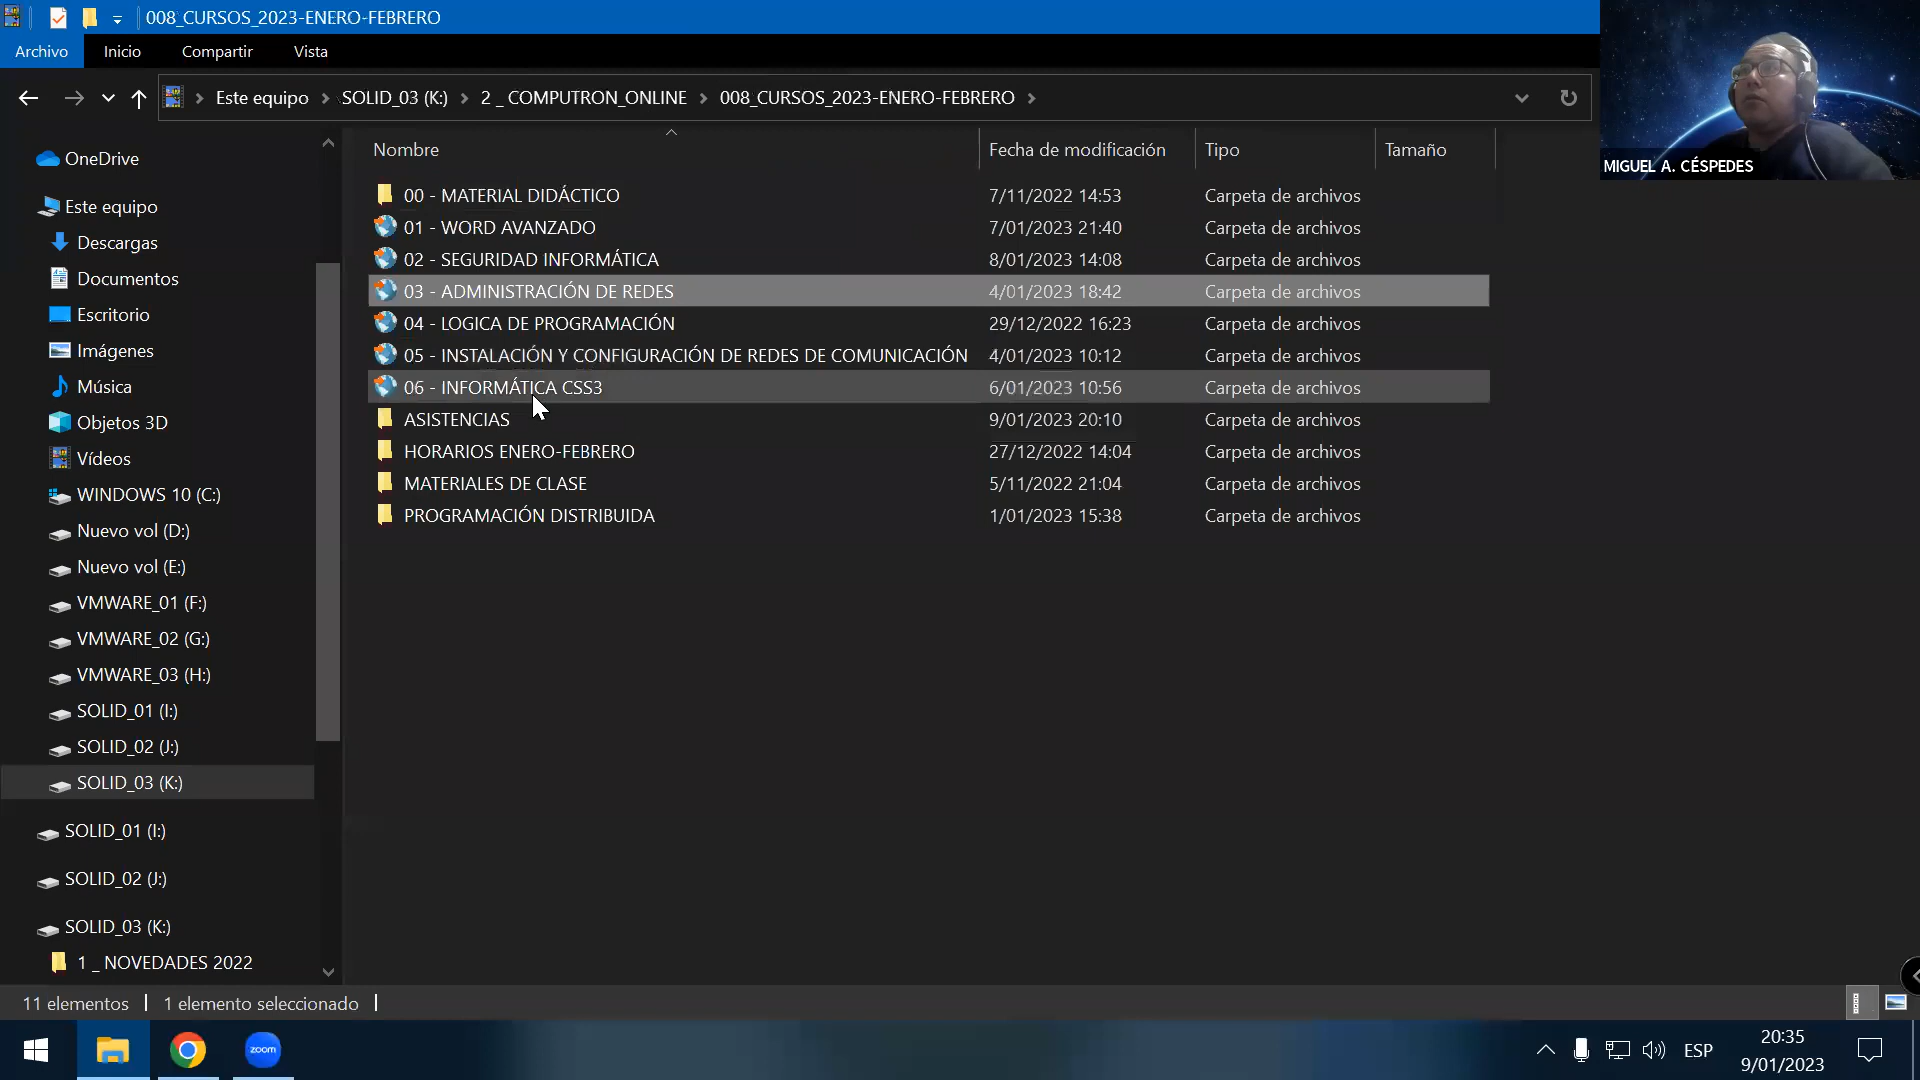 008_CURSOS_2023-ENERO-FEBRERO
Archivo Inicio Compartir Vista
Este equipo SOLID_03 (K:) 2 _ COMPUTRON_ONLINE 008_CURSOS_2023-ENERO-FEBRERO
MIGUEL A. CÉSPEDES
OneDrive
Este equipo
Descargas
Documentos
Escritorio
Imágenes
Música
Objetos 3D
Vídeos
WINDOWS 10 (C:)
Nuevo vol (D:)
Nuevo vol (E:)
VMWARE_01 (F:)
VMWARE_02 (G:)
VMWARE_03 (H:)
SOLID_01 (I:)
SOLID_02 (J:)
SOLID_03 (K:)
SOLID_01 (I:)
SOLID_02 (J:)
SOLID_03 (K:)
1 _ NOVEDADES 2022
Nombre Fecha de modificación Tipo Tamaño
00 - MATERIAL DIDÁCTICO 7/11/2022 14:53 Carpeta de archivos
01 - WORD AVANZADO 7/01/2023 21:40 Carpeta de archivos
02 - SEGURIDAD INFORMÁTICA 8/01/2023 14:08 Carpeta de archivos
03 - ADMINISTRACIÓN DE REDES 4/01/2023 18:42 Carpeta de archivos
04 - LOGICA DE PROGRAMACIÓN 29/12/2022 16:23 Carpeta de archivos
05 - INSTALACIÓN Y CONFIGURACIÓN DE REDES DE COMUNICACIÓN 4/01/2023 10:12 Carpeta de archivos
06 - INFORMÁTICA CSS3 6/01/2023 10:56 Carpeta de archivos
ASISTENCIAS 9/01/2023 20:10 Carpeta de archivos
HORARIOS ENERO-FEBRERO 27/12/2022 14:04 Carpeta de archivos
MATERIALES DE CLASE 5/11/2022 21:04 Carpeta de archivos
PROGRAMACIÓN DISTRIBUIDA 1/01/2023 15:38 Carpeta de archivos
11 elementos 1 elemento seleccionado
zoom
ESP
20:35
9/01/2023